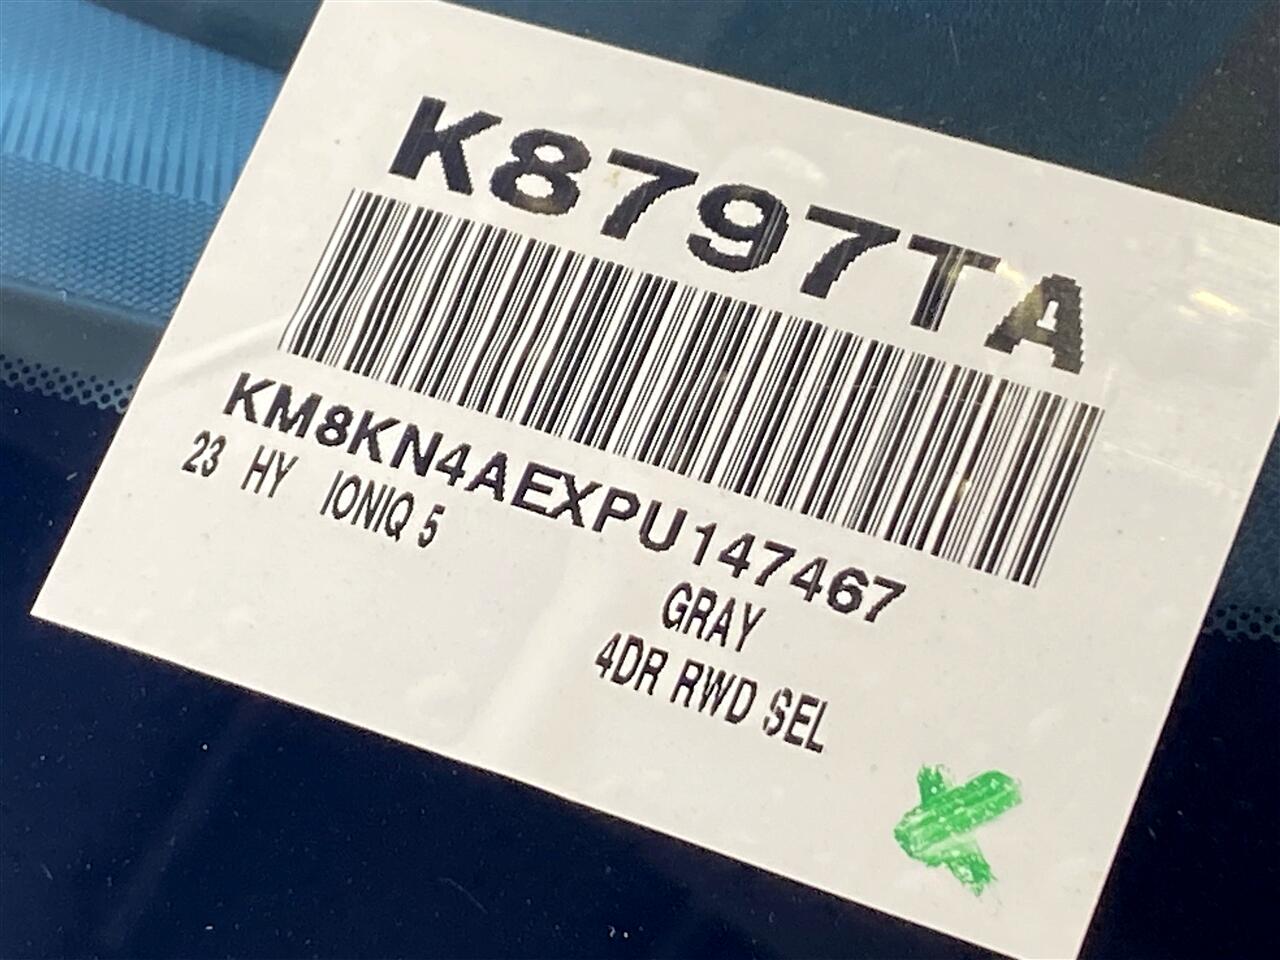 K8797TA
KM8KN4AEXPU147467
23 HY IONIQ 5
GRAY
4DR RWD SEL